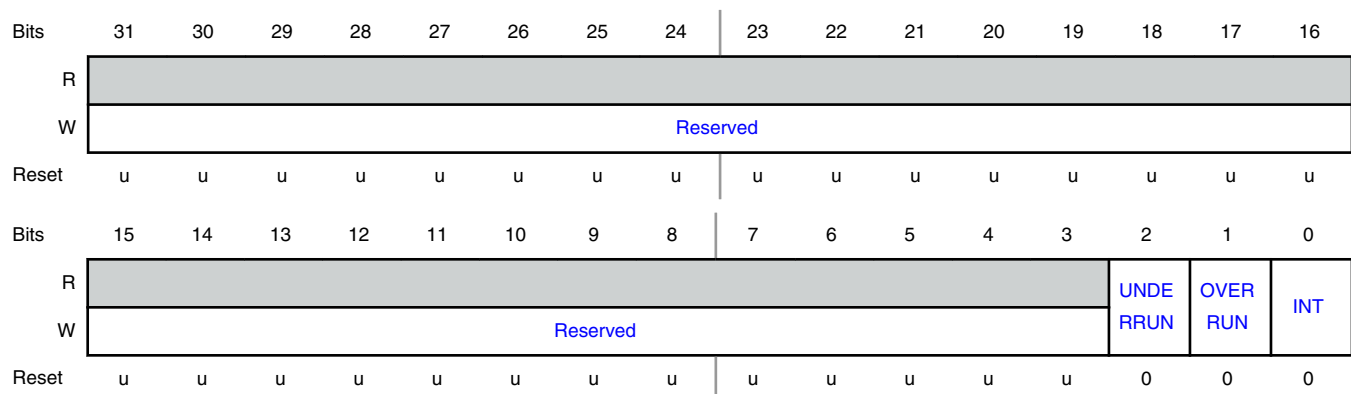 Bits 31 30 29 28 27 26 25 24 23 22 21 20 19 18 17 16
R
W Reserved
Reset u u u u u u u u u u u u u u u u
Bits 15 14 13 12 11 10 9 8 7 6 5 4 3 2 1 0
R UNDE OVER INT
W Reserved RRUN RUN
Reset u u u u u u u u u u u u u 0 0 0